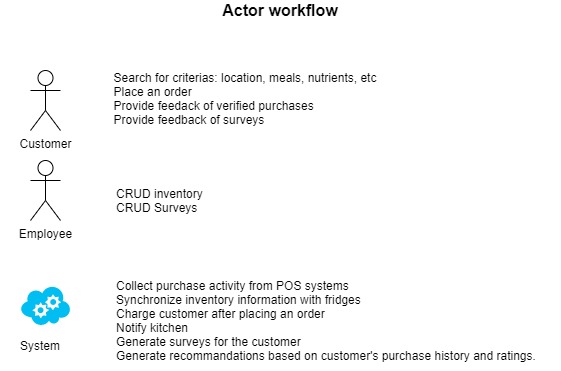 Actor workflow
Search for criterias: location, meals, nutrients, etc
Place an order
Provide feedack of verified purchases
Provide feedback of surveys
Customer
CRUD inventory
CRUD Surveys
Employee
Collect purchase activity from POS systems
Synchronize inventory information with fridges
Charge customer after placing an order
Notify kitchen
Generate surveys for the customer
Generate recommandations based on customer's purchase history and ratings.
System